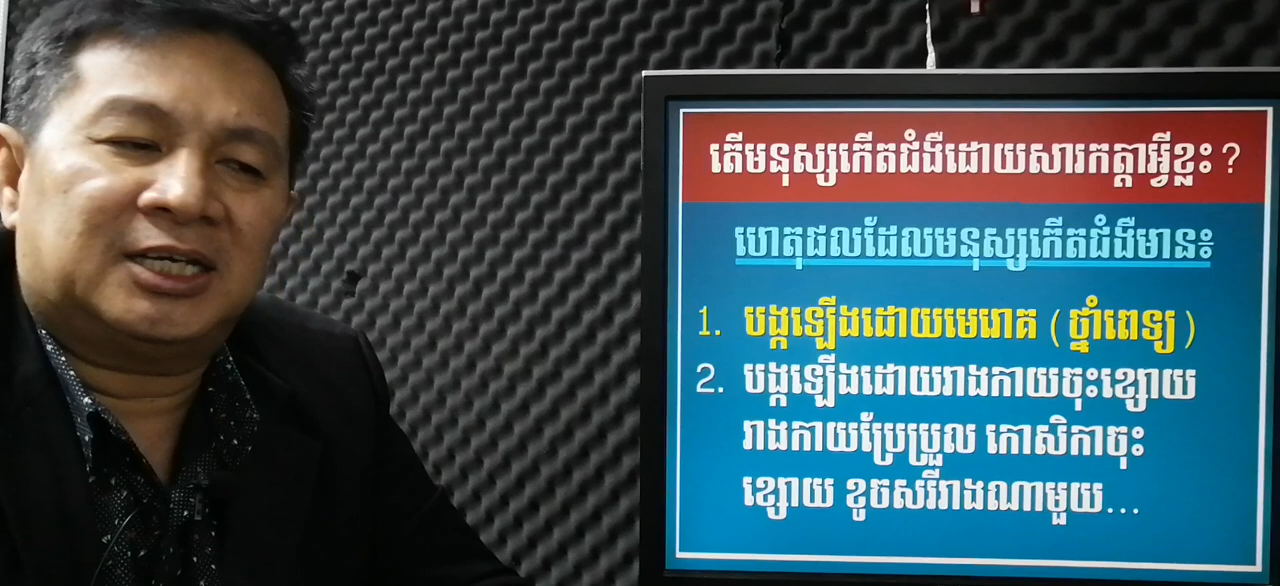 តើមនុស្សកើតជំងឺដោយសារកត្តាអ្វីខ្លះ ?
ហេតុផលដែលមនុស្សកើតជំងឺមាន៖
1. បង្កឡើងដោយមេរោគ ( ថ្នាំពេទ្យ )
2. បង្កឡើងដោយរាងកាយចុះខ្សោយ
រាងកាយប្រែប្រួល កោសិកាចុះ
ខ្សោយ ខូចសរីរាងណាមួយ...